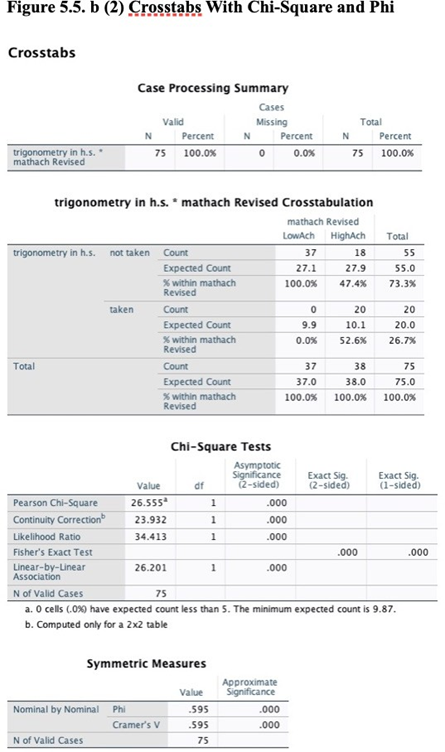 Figure 5.5. b (2) Crosstabs With Chi-Square and Phi
Crosstabs
Case Processing Summary
Cases
Valid Missing Total
N Percent N Percent N Percent
trigonometry in h.s. * mathach Revised 75 100.0% 0 0.0% 75 100.0%
trigonometry in h.s. * mathach Revised Crosstabulation
mathach Revised
LowAch HighAch Total
trigonometry in h.s. not taken Count 37 18 55
Expected Count 27.1 27.9 55.0
% within mathach Revised 100.0% 47.4% 73.3%
taken Count 0 20 20
Expected Count 9.9 10.1 20.0
% within mathach Revised 0.0% 52.6% 26.7%
Total Count 37 38 75
Expected Count 37.0 38.0 75.0
% within mathach Revised 100.0% 100.0% 100.0%
Chi-Square Tests
Value df Asymptotic Significance (2-sided) Exact Sig. (2-sided) Exact Sig. (1-sided)
Pearson Chi-Square 26.555a 1 .000
Continuity Correctionb 23.932 1 .000
Likelihood Ratio 34.413 1 .000
Fisher's Exact Test .000 .000
Linear-by-Linear Association 26.201 1 .000
N of Valid Cases 75
a. 0 cells (.0%) have expected count less than 5. The minimum expected count is 9.87.
b. Computed only for a 2x2 table
Symmetric Measures
Value Approximate Significance
Nominal by Nominal Phi .595 .000
Cramer's V .595 .000
N of Valid Cases 75